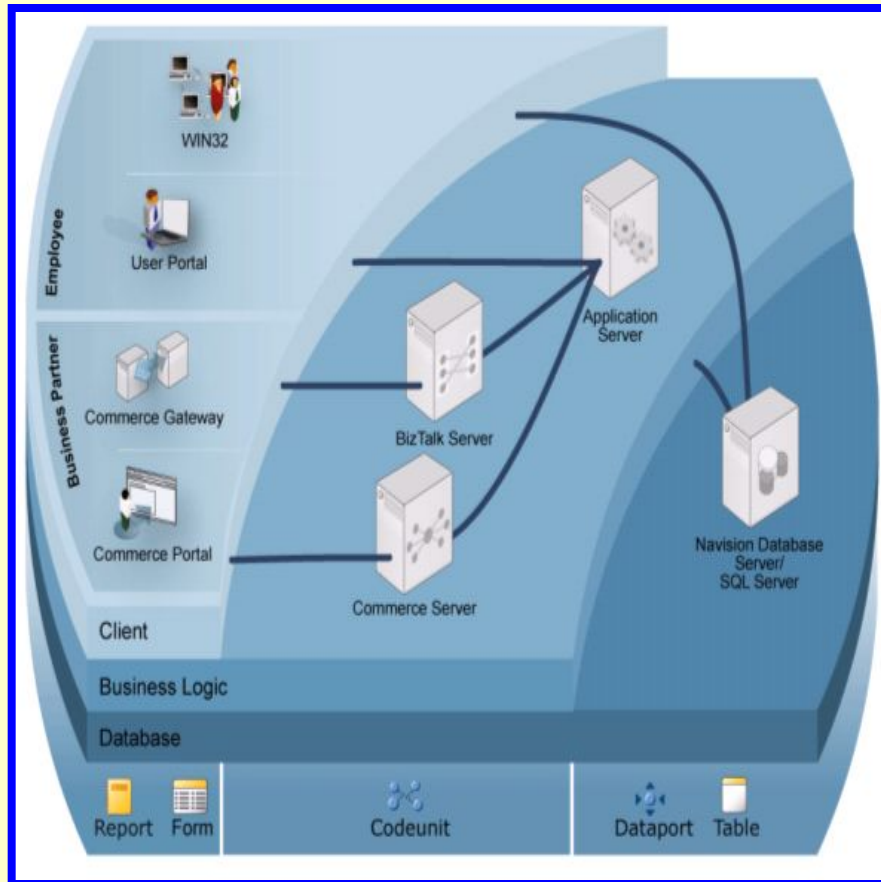 WIN32
Employee
User Portal
Application
Server
Business Partner
Commerce Gateway
BizTalk Server
Commerce Portal
Commerce Server
Navision Database
Server/
SQL Server
Client
Business Logic
Database
Report
Form
Codeunit
Dataport
Table